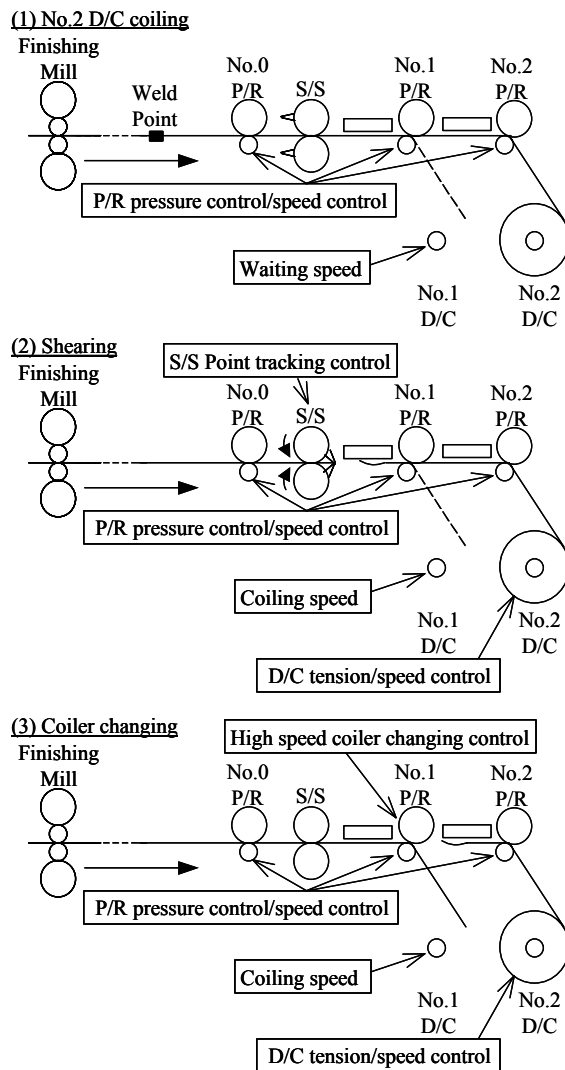 (1) No.2 D/C coiling
Finishing
Mill
Weld
Point
No.0
P/R
S/S
No.1
P/R
No.2
P/R
P/R pressure control/speed control
Waiting speed
No.1
D/C
No.2
D/C
(2) Shearing
S/S Point tracking control
Finishing
Mill
No.0
P/R
S/S
No.1
P/R
No.2
P/R
P/R pressure control/speed control
Coiling speed
No.1
D/C
No.2
D/C
D/C tension/speed control
(3) Coiler changing
High speed coiler changing control
Finishing
Mill
No.0
P/R
S/S
No.1
P/R
No.2
P/R
P/R pressure control/speed control
Coiling speed
No.1
D/C
No.2
D/C
D/C tension/speed control